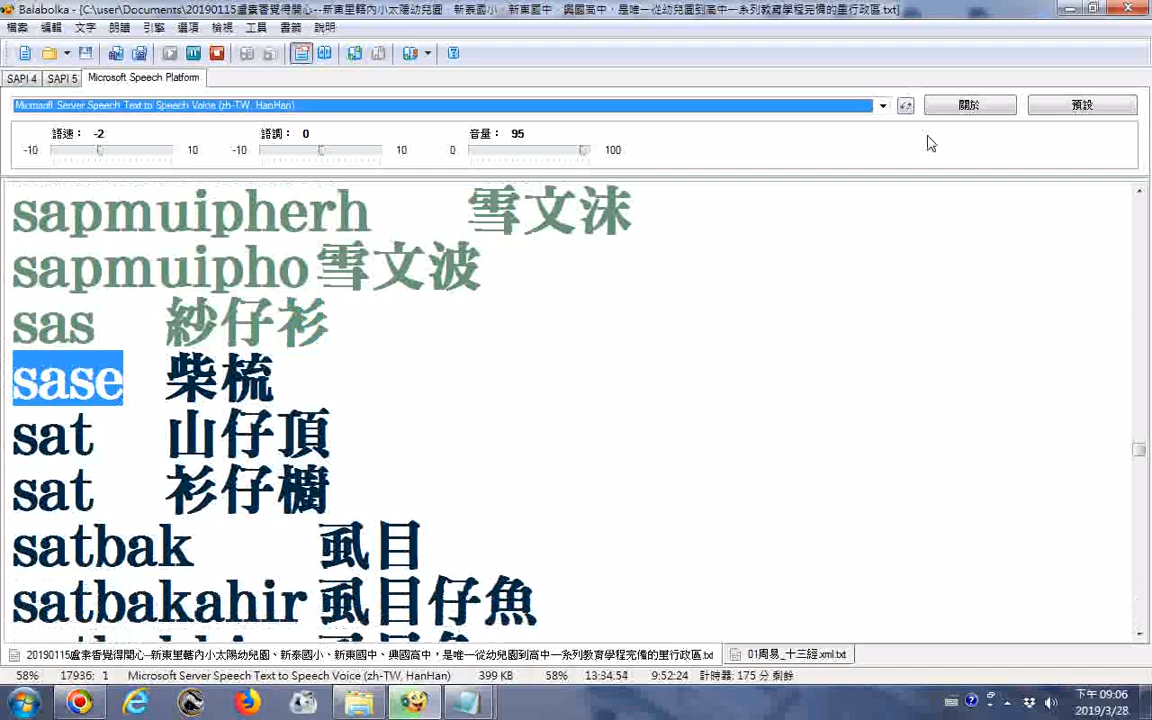 Balabolka - [C:\user\Documents\20190115盧素香覺得開心--新東里轄內小太陽幼兒園、新泰國小、新東國中、興國高中，是唯一從幼兒園到高中一系列教育學程完備的里行政區.txt]
檔案 編輯 文字 朗讀 引擎 選項 檢視 工具 書籤 說明
SAPI 4 SAPI 5 Microsoft Speech Platform
Microsoft Server Speech Text to Speech Voice (zh-TW, HanHan) 關於 預設
語速： -2 語調： 0 音量： 95
-10 10 -10 10 0 100
sapmuipherh 雪文沫
sapmuipho 雪文波
sas 紗仔衫
sase 柴梳
sat 山仔頂
sat 衫仔櫥
satbak 虱目
satbakahir 虱目仔魚
20190115盧素香覺得開心--新東里轄內小太陽幼兒園、新泰國小、新東國中、興國高中，是唯一從幼兒園到高中一系列教育學程完備的里行政區.txt 01周易_十三經.xml.txt
58% 17936: 1 Microsoft Server Speech Text to Speech Voice (zh-TW, HanHan) 399 KB 58% 13:34:54 9:52:24 計時器: 175 分 剩餘
下午 09:06
2019/3/28